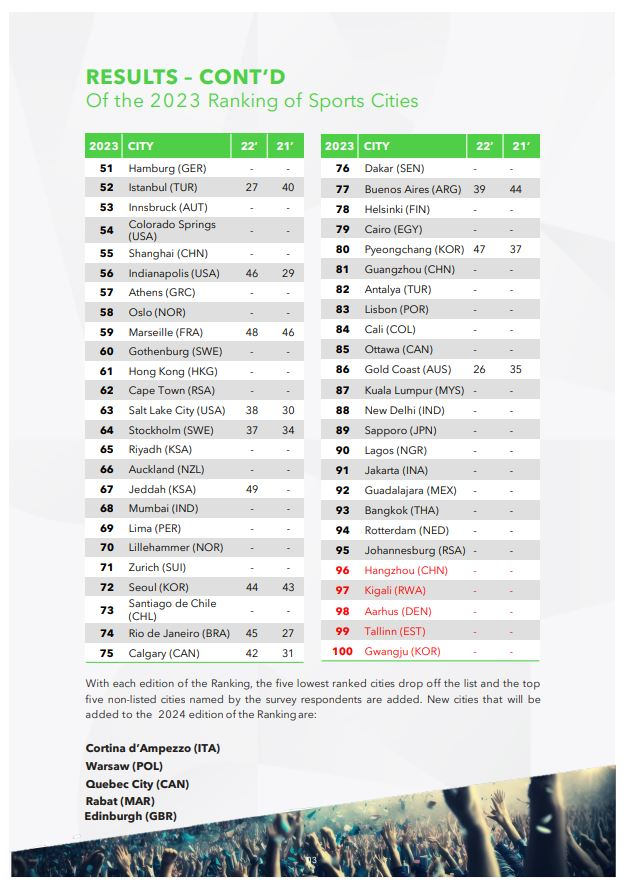 RESULTS – CONT’D
Of the 2023 Ranking of Sports Cities
2023 CITY 22’ 21’
51 Hamburg (GER) - -
52 Istanbul (TUR) 27 40
53 Innsbruck (AUT) - -
54 Colorado Springs (USA) - -
55 Shanghai (CHN) - -
56 Indianapolis (USA) 46 29
57 Athens (GRC) - -
58 Oslo (NOR) - -
59 Marseille (FRA) 48 46
60 Gothenburg (SWE) - -
61 Hong Kong (HKG) - -
62 Cape Town (RSA) - -
63 Salt Lake City (USA) 38 30
64 Stockholm (SWE) 37 34
65 Riyadh (KSA) - -
66 Auckland (NZL) - -
67 Jeddah (KSA) 49 -
68 Mumbai (IND) - -
69 Lima (PER) - -
70 Lillehammer (NOR) - -
71 Zurich (SUI) - -
72 Seoul (KOR) 44 43
73 Santiago de Chile (CHL) - -
74 Rio de Janeiro (BRA) 45 27
75 Calgary (CAN) 42 31
2023 CITY 22’ 21’
76 Dakar (SEN) - -
77 Buenos Aires (ARG) 39 44
78 Helsinki (FIN) - -
79 Cairo (EGY) - -
80 Pyeongchang (KOR) 47 37
81 Guangzhou (CHN) - -
82 Antalya (TUR) - -
83 Lisbon (POR) - -
84 Cali (COL) - -
85 Ottawa (CAN) - -
86 Gold Coast (AUS) 26 35
87 Kuala Lumpur (MYS) - -
88 New Delhi (IND) - -
89 Sapporo (JPN) - -
90 Lagos (NGR) - -
91 Jakarta (INA) - -
92 Guadalajara (MEX) - -
93 Bangkok (THA) - -
94 Rotterdam (NED) - -
95 Johannesburg (RSA) - -
96 Hangzhou (CHN) - -
97 Kigali (RWA) - -
98 Aarhus (DEN) - -
99 Tallinn (EST) - -
100 Gwangju (KOR) - -
With each edition of the Ranking, the five lowest ranked cities drop off the list and the top
five non-listed cities named by the survey respondents are added. New cities that will be
added to the 2024 edition of the Ranking are:
Cortina d’Ampezzo (ITA)
Warsaw (POL)
Quebec City (CAN)
Rabat (MAR)
Edinburgh (GBR)
03